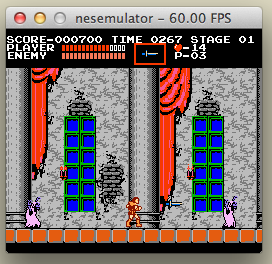 nesemulator – 60.00 FPS
SCORE-000700 TIME 0267 STAGE 01
PLAYER -14
ENEMY P-03